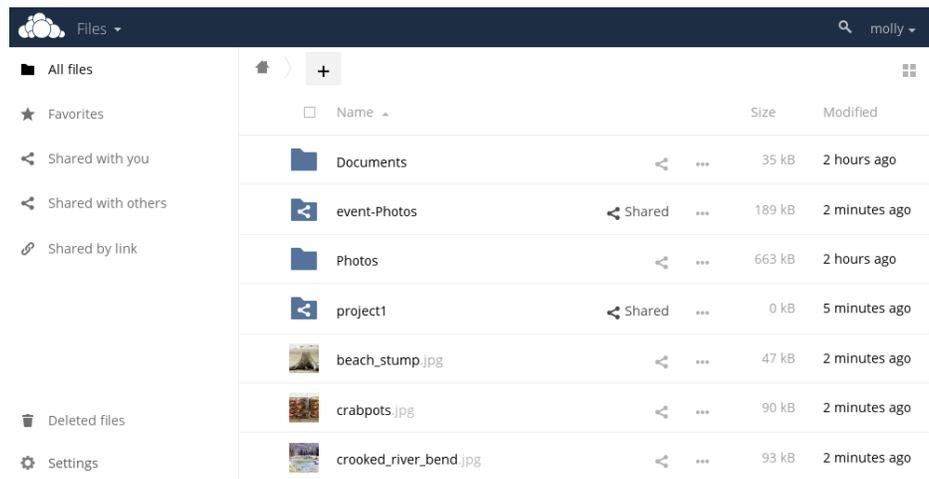 Files
molly
All files
Favorites
Shared with you
Shared with others
Shared by link
Deleted files
Settings
+
Name Size Modified
Documents 35 kB 2 hours ago
event-Photos Shared 189 kB 2 minutes ago
Photos 663 kB 2 hours ago
project1 Shared 0 kB 5 minutes ago
beach_stump.jpg 47 kB 2 minutes ago
crabpots.jpg 90 kB 2 minutes ago
crooked_river_bend.jpg 93 kB 2 minutes ago